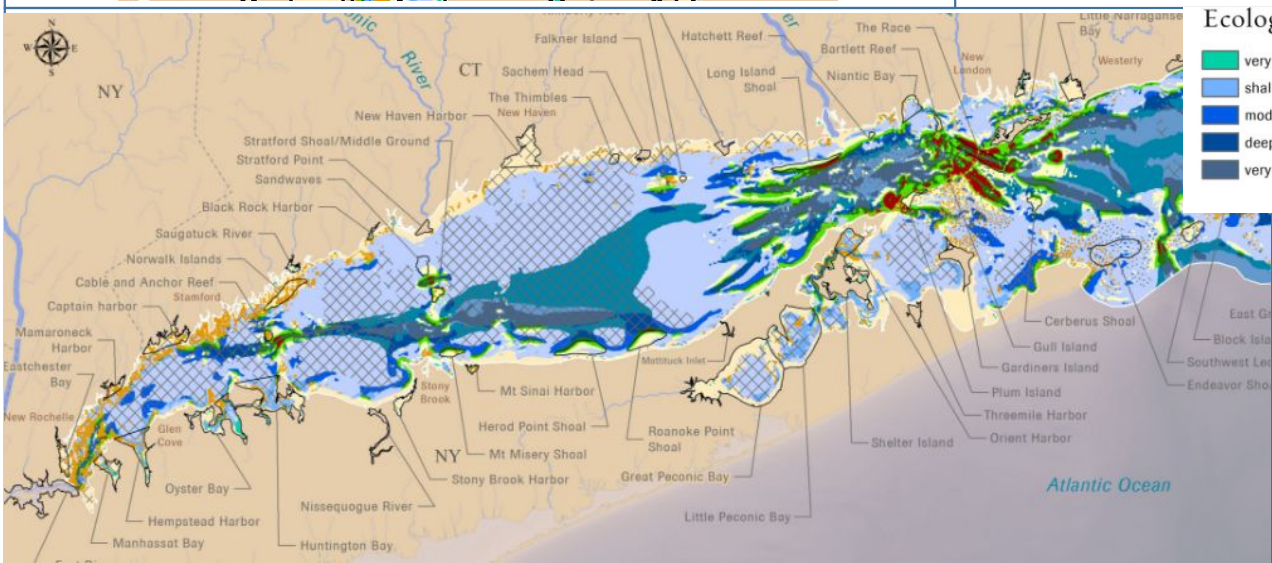 N
W
E
S
NY
River
CT
Falkner Island
Sachem Head
The Thimbles
New Haven
New Haven Harbor
Stratford Shoal/Middle Ground
Stratford Point
Sandwaves
Black Rock Harbor
Saugatuck River
Norwalk Islands
Cable and Anchor Reef
Stamford
Captain harbor
Mamaroneck
Harbor
Eastchester
Bay
New Rochelle
Hatchett Reef
Long Island
Shoal
The Race
Bartlett Reef
Niantic Bay
New
London
Little Narraganse
Bay
Westerly
Ecolog
very
shal
mod
deep
very
Glen
Cove
Oyster Bay
Hempstead Harbor
Manhassat Bay
Huntington Bay
Nissequogue River
NY
Stony
Brook
Stony Brook Harbor
Mt Misery Shoal
Mt Sinai Harbor
Herod Point Shoal
Roanoke Point
Shoal
Mattituck Inlet
Great Peconic Bay
Little Peconic Bay
Shelter Island
Orient Harbor
Threemile Harbor
Plum Island
Gardiners Island
Gull Island
Cerberus Shoal
East Gr
Block Isla
Southwest Led
Endeavor Sho
Atlantic Ocean